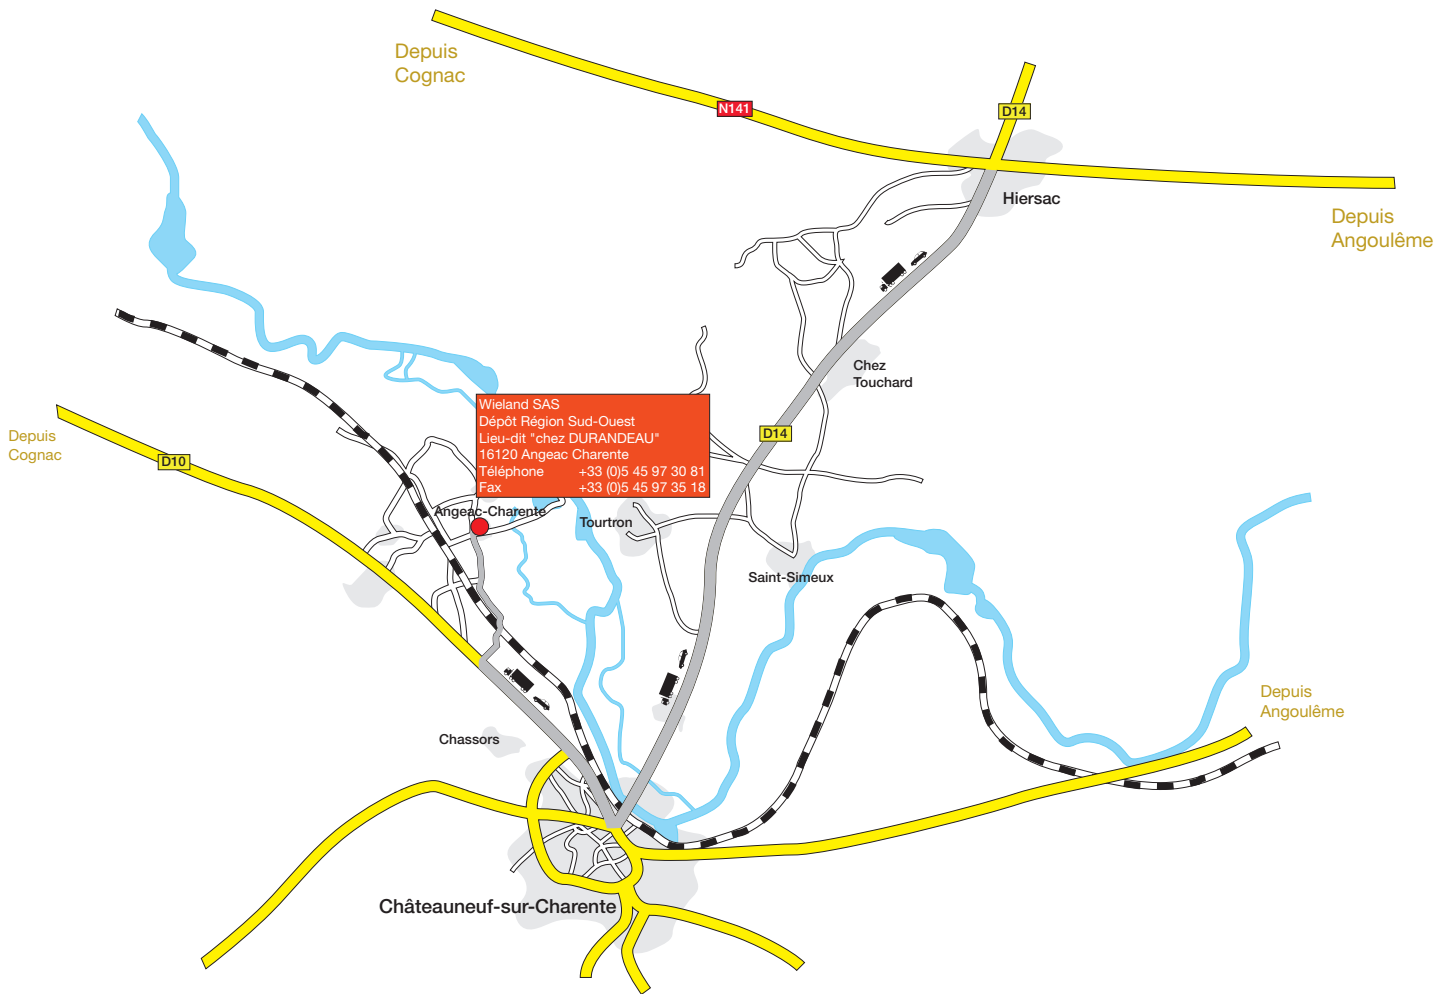 Depuis
Cognac
N141
D14
Hiersac
Depuis
Angoulême
Chez
Touchard
Wieland SAS
Dépôt Région Sud-Ouest
Lieu-dit "chez DURANDEAU"
16120 Angeac Charente
Téléphone +33 (0)5 45 97 30 81
Fax +33 (0)5 45 97 35 18
D14
Depuis
Cognac
D10
Angeac-Charente
Tourtron
Saint-Simeux
Depuis
Angoulême
Chassors
Châteauneuf-sur-Charente